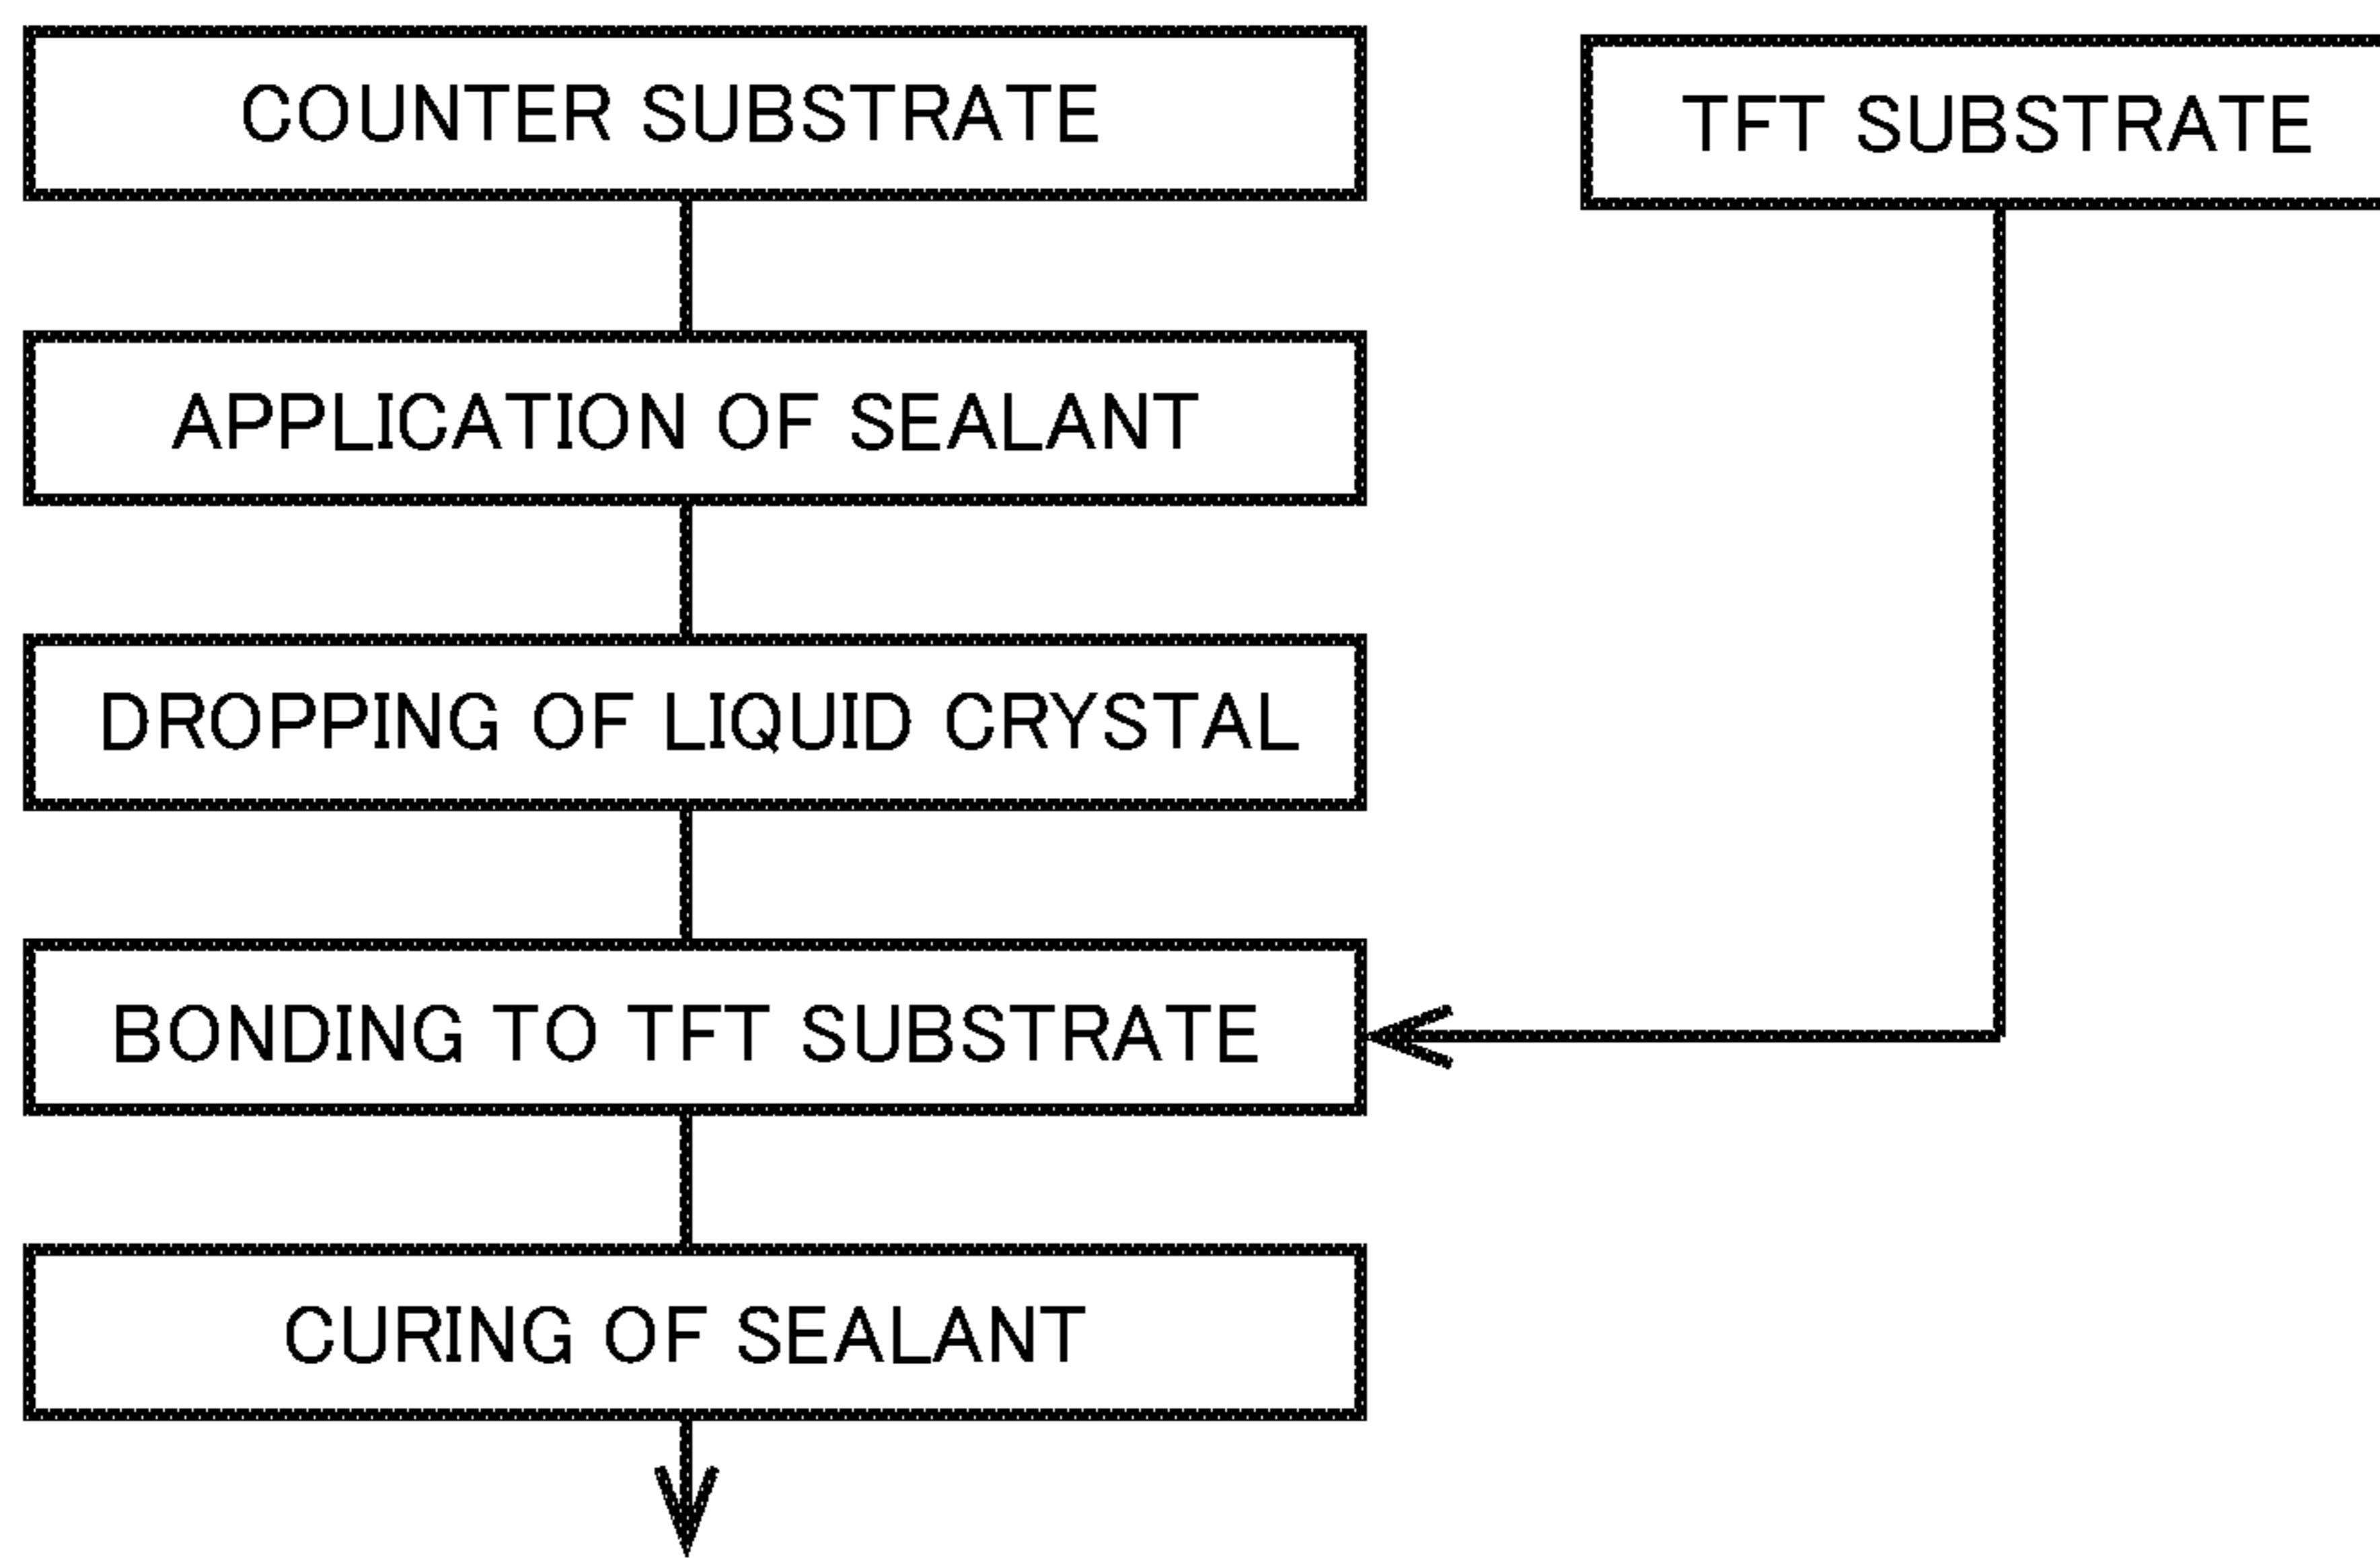 COUNTER SUBSTRATE
TFT SUBSTRATE
APPLICATION OF SEALANT
DROPPING OF LIQUID CRYSTAL
BONDING TO TFT SUBSTRATE
CURING OF SEALANT